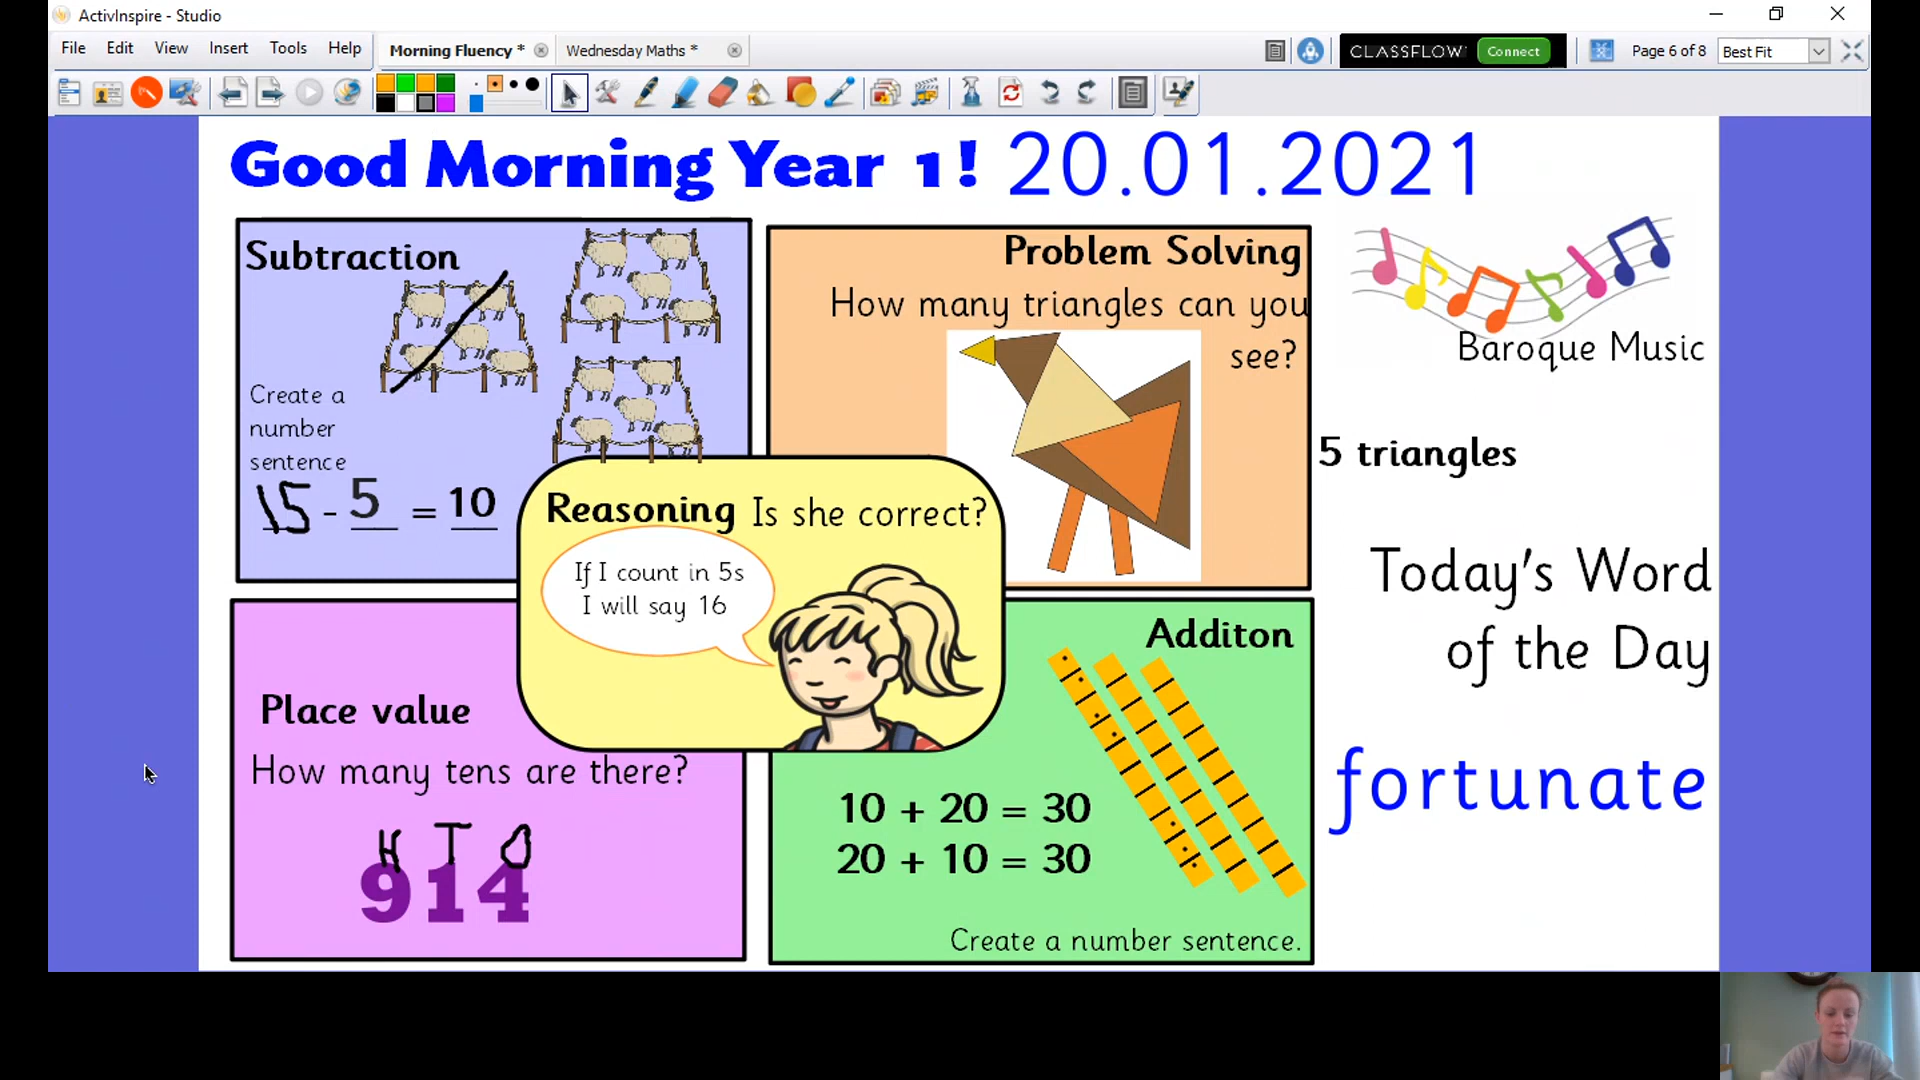 ActivInspire - Studio
File Edit View Insert Tools Help
Morning Fluency * Wednesday Maths *
CLASSFLOW Connect
Page 6 of 8
Best Fit
Good Morning Year 1! 20.01.2021
Subtraction
Create a
number
sentence
15 - 5 = 10
Problem Solving
How many triangles can you
see?
Baroque Music
5 triangles
Reasoning Is she correct?
If I count in 5s
I will say 16
Today's Word
of the Day
fortunate
Place value
How many tens are there?
H T O
914
Additon
10 + 20 = 30
20 + 10 = 30
Create a number sentence.